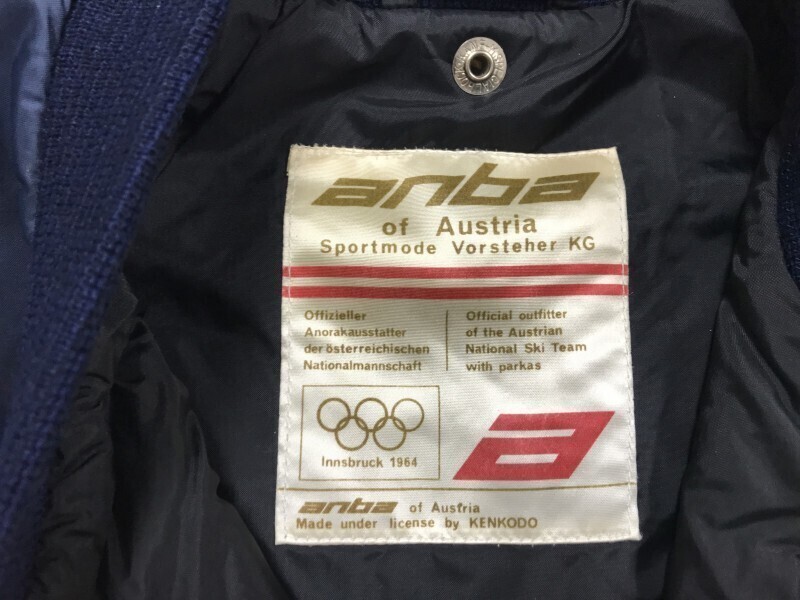 anba
of Austria
Sportmode Vorsteher KG
Offizieller
Anorakausstatter
der österreichischen
Nationalmannschaft
Official outfitter
of the Austrian
National Ski Team
with parkas
Innsbruck 1964
a
anba of Austria
Made under license by KENKODO